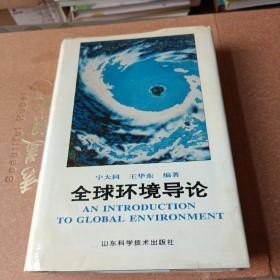 宁大同 王华东 编著
全球环境导论
AN INTRODUCTION
TO GLOBAL ENVIRONMENT
山东科学技术出版社